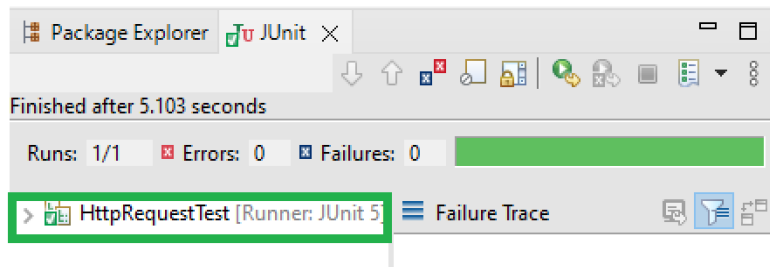 Package Explorer JUnit
Finished after 5.103 seconds
Runs: 1/1 Errors: 0 Failures: 0
HttpRequestTest [Runner: JUnit 5] Failure Trace